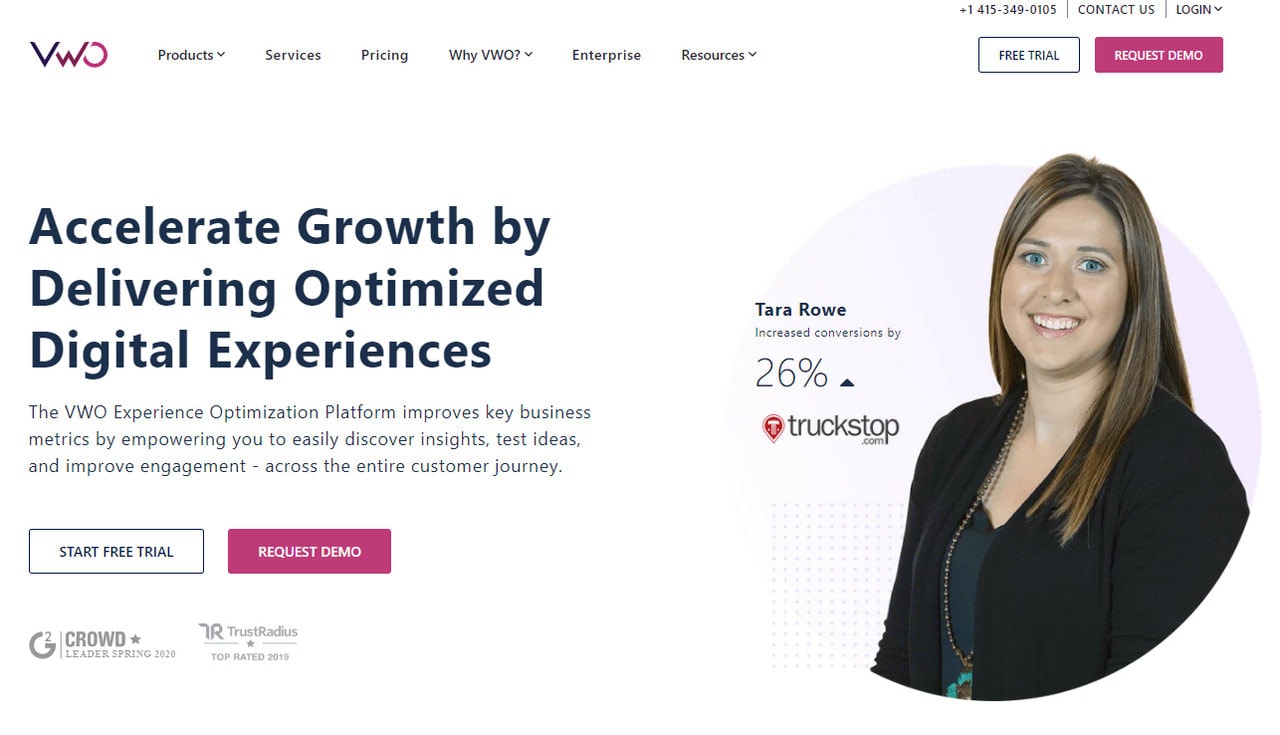 +1 415-349-0105 CONTACT US LOGIN
VWO Products Services Pricing Why VWO? Enterprise Resources FREE TRIAL REQUEST DEMO
Accelerate Growth by
Delivering Optimized
Digital Experiences
The VWO Experience Optimization Platform improves key business
metrics by empowering you to easily discover insights, test ideas,
and improve engagement - across the entire customer journey.
START FREE TRIAL REQUEST DEMO
G2 CROWD
LEADER SPRING 2020
TR TrustRadius
TOP RATED 2019
Tara Rowe
Increased conversions by
26%
truckstop
.com